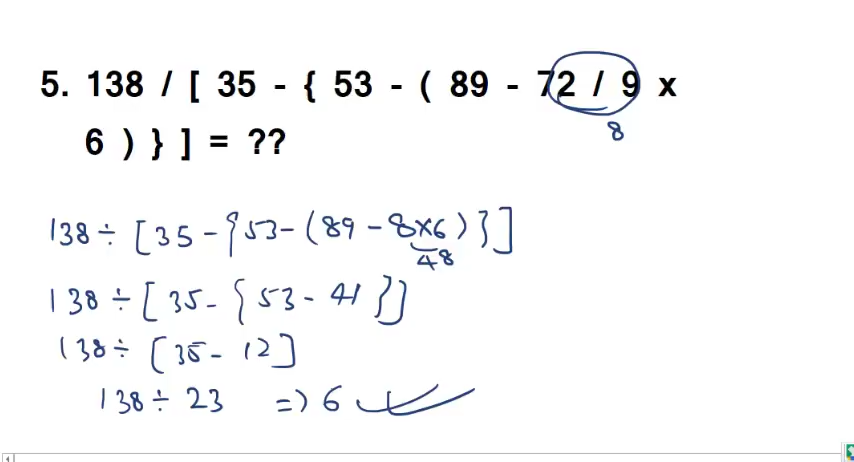 5. 138 / [ 35 - { 53 - ( 89 - 72 / 9 x
6 ) } ] = ??
8
138 ÷ [35 - {53 - (89 - 8x6)}]
48
138 ÷ [35 - {53 - 41}]
138 ÷ [35 - 12]
138 ÷ 23 => 6